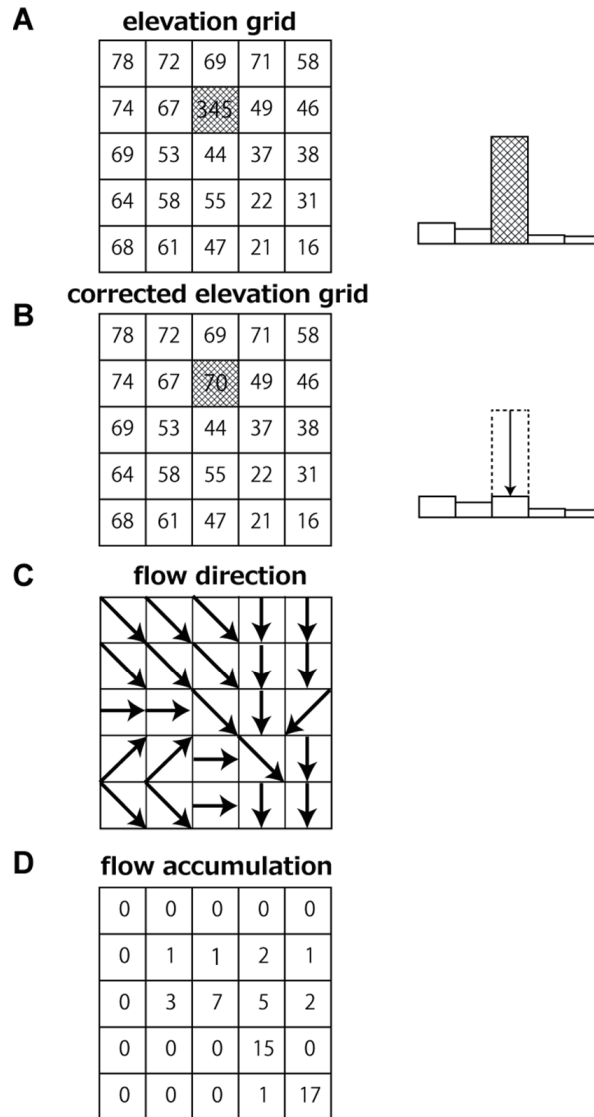 A
elevation grid
78 72 69 71 58
74 67 345 49 46
69 53 44 37 38
64 58 55 22 31
68 61 47 21 16
corrected elevation grid
B
78 72 69 71 58
74 67 70 49 46
69 53 44 37 38
64 58 55 22 31
68 61 47 21 16
C
flow direction
D
flow accumulation
0 0 0 0 0
0 1 1 2 1
0 3 7 5 2
0 0 0 15 0
0 0 0 1 17